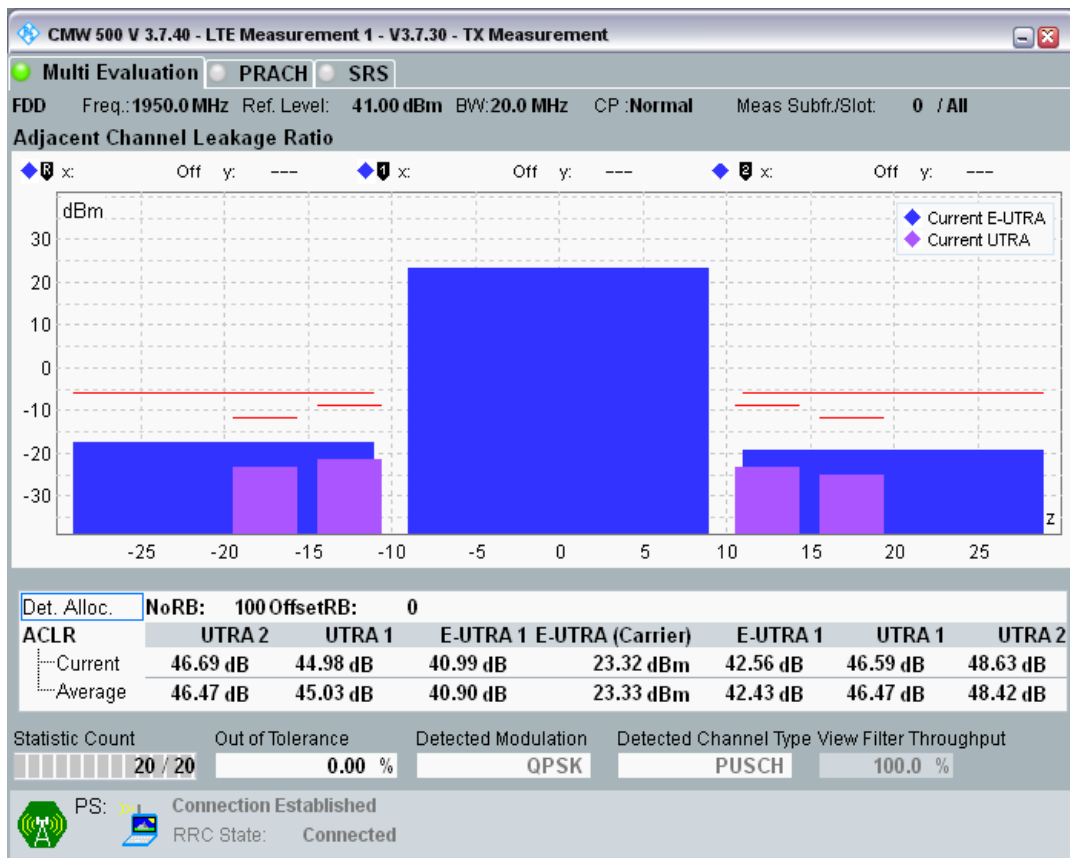 CMW 500 V 3.7.40 - LTE Measurement 1 - V3.7.30 - TX Measurement
Multi Evaluation PRACH SRS
FDD Freq.: 1950.0 MHz Ref. Level: 41.00 dBm BW: 20.0 MHz CP :Normal Meas Subfr./Slot: 0 / All
Adjacent Channel Leakage Ratio
R x: Off y: --- 1 x: Off y: --- 2 x: Off y: ---
dBm
Current E-UTRA
Current UTRA
30
20
10
0
-10
-20
-30
z
-25 -20 -15 -10 -5 0 5 10 15 20 25
Det. Alloc. NoRB: 100 OffsetRB: 0
ACLR UTRA 2 UTRA 1 E-UTRA 1 E-UTRA (Carrier) E-UTRA 1 UTRA 1 UTRA 2
Current 46.69 dB 44.98 dB 40.99 dB 23.32 dBm 42.56 dB 46.59 dB 48.63 dB
Average 46.47 dB 45.03 dB 40.90 dB 23.33 dBm 42.43 dB 46.47 dB 48.42 dB
Statistic Count Out of Tolerance Detected Modulation Detected Channel Type View Filter Throughput
20 / 20 0.00 % QPSK PUSCH 100.0 %
PS: Connection Established
RRC State: Connected